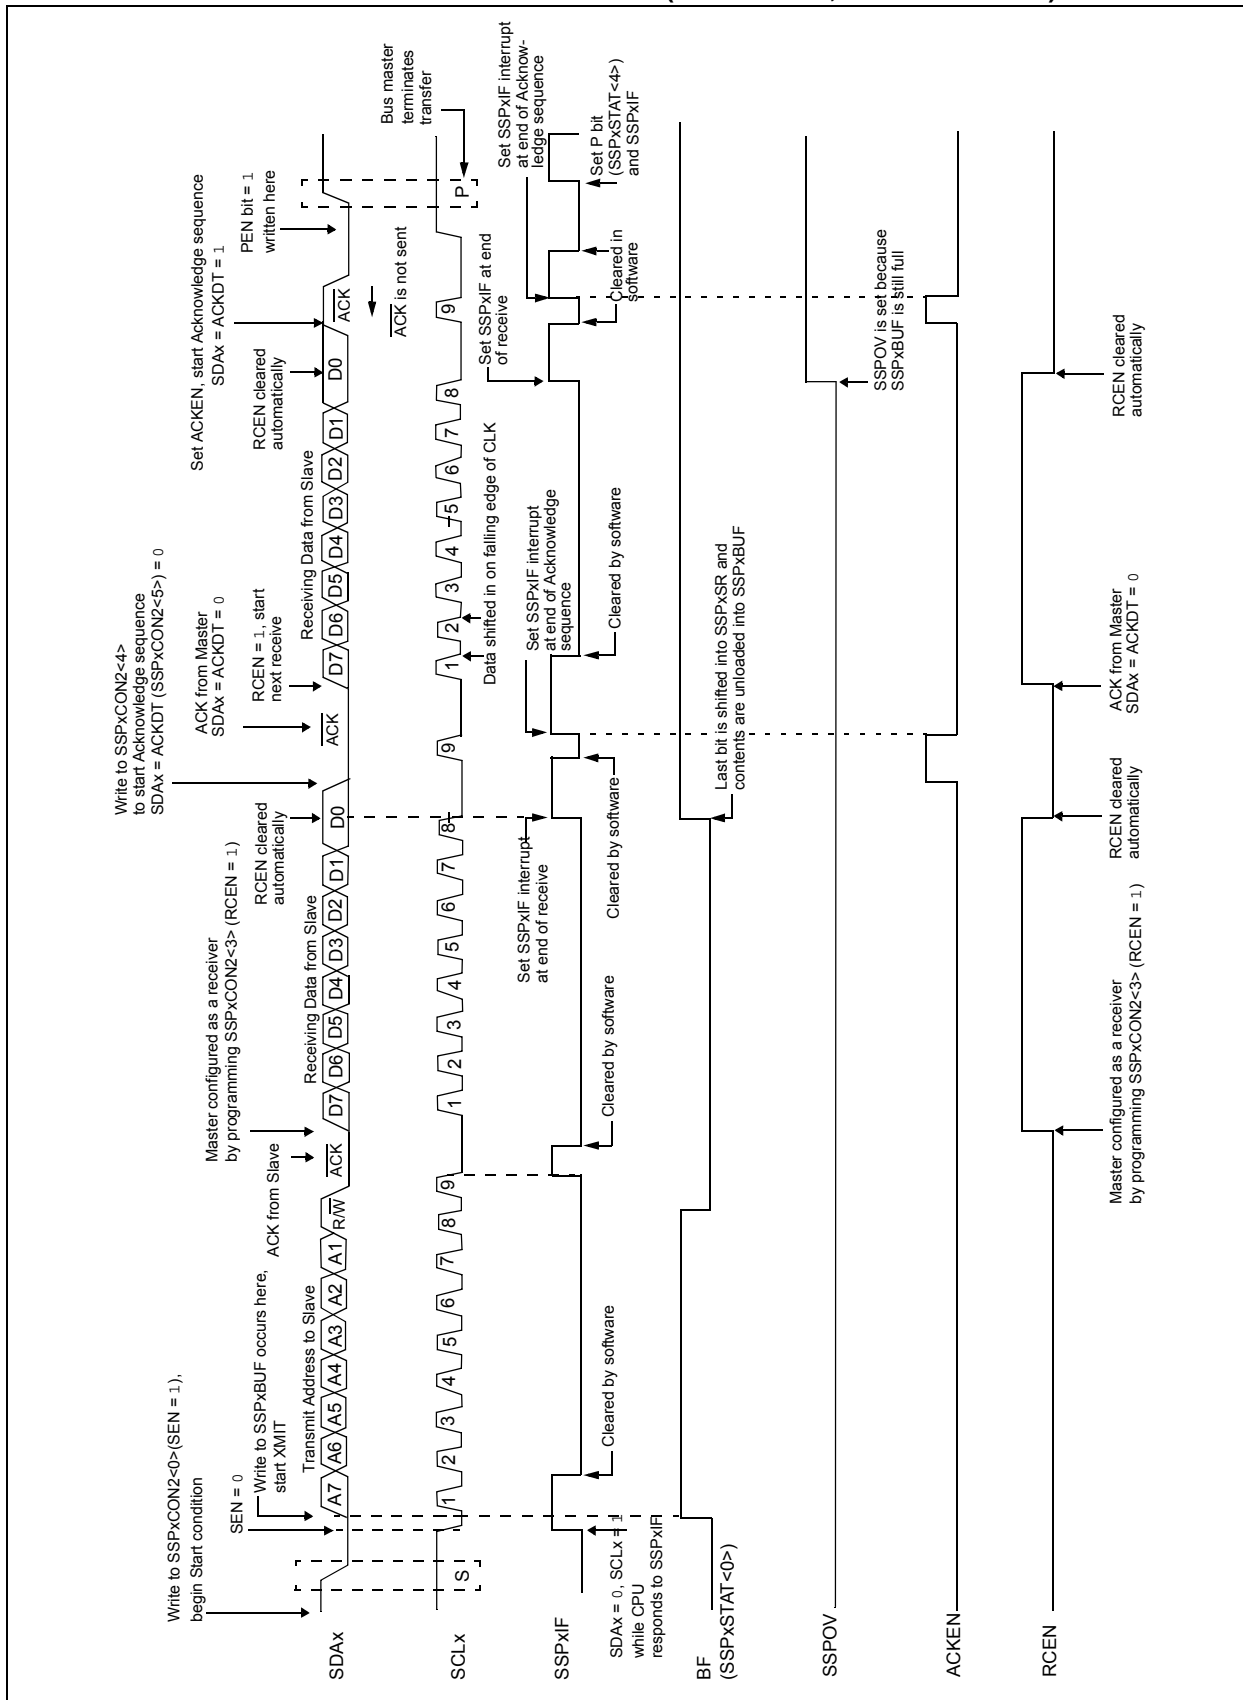 Write to SSPxCON2<0>(SEN = 1),
begin Start condition
SEN = 0
Write to SSPxBUF occurs here,
start XMIT
ACK from Slave
Master configured as a receiver
by programming SSPxCON2<3> (RCEN = 1)
RCEN cleared
automatically
Write to SSPxCON2<4>
to start Acknowledge sequence
SDAx = ACKDT (SSPxCON2<5>) = 0
ACK from Master
SDAx = ACKDT = 0
RCEN = 1, start
next receive
RCEN cleared
automatically
Set ACKEN, start Acknowledge sequence
SDAx = ACKDT = 1
PEN bit = 1
written here
Transmit Address to Slave
Receiving Data from Slave
Receiving Data from Slave
SDAx
A7 A6 A5 A4 A3 A2 A1 R/W ACK D7 D6 D5 D4 D3 D2 D1 D0 ACK D7 D6 D5 D4 D3 D2 D1 D0 ACK
ACK is not sent
Bus master
terminates
transfer
SCLx
S 1 2 3 4 5 6 7 8 9 1 2 3 4 5 6 7 8 9 1 2 3 4 5 6 7 8 9 P
Data shifted in on falling edge of CLK
Set SSPxIF interrupt
at end of receive
Set SSPxIF interrupt
at end of Acknowledge
sequence
Set SSPxIF at end
of receive
Set SSPxIF interrupt
at end of Acknow-
ledge sequence
SSPxIF
SDAx = 0, SCLx = 1
while CPU
responds to SSPxIF
Cleared by software
Cleared by software
Cleared by software
Cleared by software
Cleared in
software
Set P bit
(SSPxSTAT<4>)
and SSPxIF
BF
(SSPxSTAT<0>)
Last bit is shifted into SSPxSR and
contents are unloaded into SSPxBUF
SSPOV
SSPOV is set because
SSPxBUF is still full
ACKEN
RCEN
Master configured as a receiver
by programming SSPxCON2<3> (RCEN = 1)
RCEN cleared
automatically
ACK from Master
SDAx = ACKDT = 0
RCEN cleared
automatically